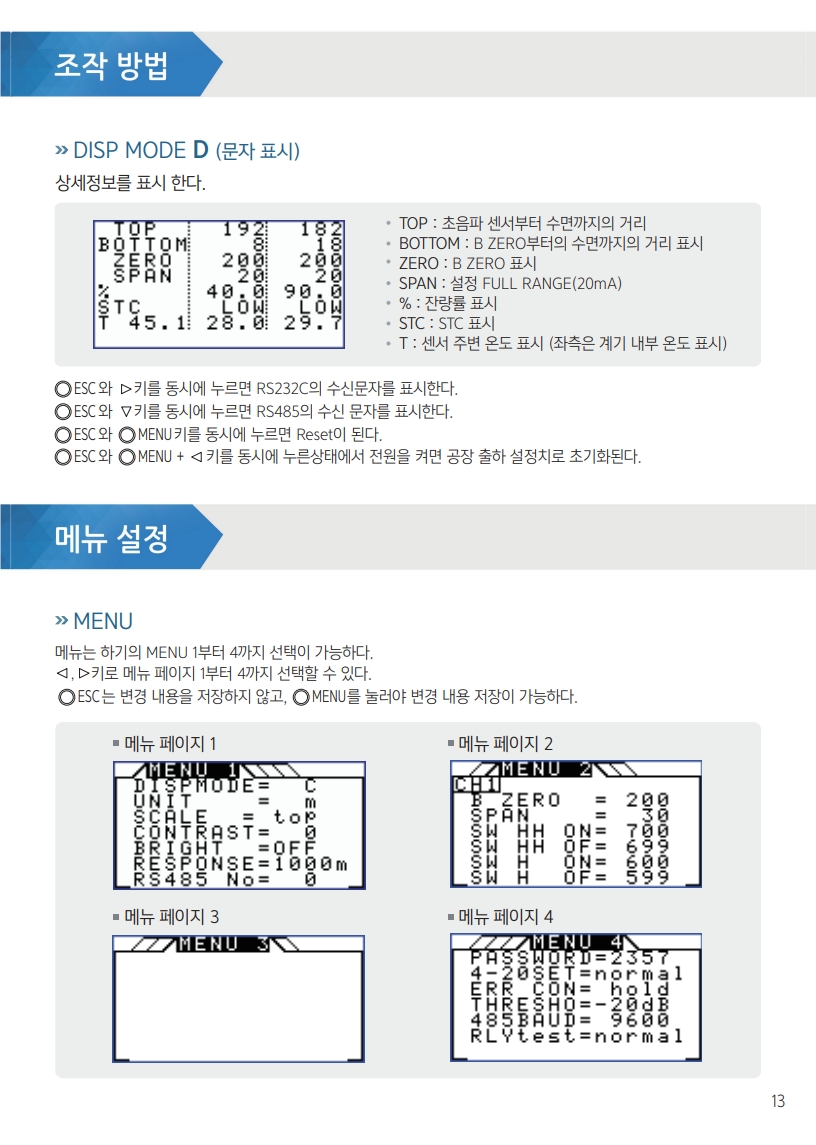 조작 방법
» DISP MODE D (문자 표시)
상세정보를 표시 한다.
TOP 192 182
BOTTOM 8 18
ZERO 200 200
SPAN 20 20
% 40.0 90.0
STC LOW LOW
T 45.1 28.0 29.7
• TOP : 초음파 센서부터 수면까지의 거리
• BOTTOM : B ZERO부터의 수면까지의 거리 표시
• ZERO : B ZERO 표시
• SPAN : 설정 FULL RANGE(20mA)
• % : 잔량률 표시
• STC : STC 표시
• T : 센서 주변 온도 표시 (좌측은 계기 내부 온도 표시)
◎ESC와 ▷키를 동시에 누르면 RS232C의 수신문자를 표시한다.
◎ESC와 ▽키를 동시에 누르면 RS485의 수신 문자를 표시한다.
◎ESC와 ◎MENU키를 동시에 누르면 Reset이 된다.
◎ESC와 ◎MENU + ◁ 키를 동시에 누른상태에서 전원을 켜면 공장 출하 설정치로 초기화된다.
메뉴 설정
» MENU
메뉴는 하기의 MENU 1부터 4까지 선택이 가능하다.
◁ , ▷키로 메뉴 페이지 1부터 4까지 선택할 수 있다.
◎ESC는 변경 내용을 저장하지 않고, ◎MENU를 눌러야 변경 내용 저장이 가능하다.
■ 메뉴 페이지 1
MENU 1
DISPMODE= C
UNIT = m
SCALE = top
CONTRAST= 0
BRIGHT =OFF
RESPONSE=1000m
RS485 No= 0
■ 메뉴 페이지 2
MENU 2
CH1
B ZERO = 200
SPAN = 30
SW HH ON= 700
SW HH OF= 699
SW H ON= 600
SW H OF= 599
■ 메뉴 페이지 3
MENU 3
■ 메뉴 페이지 4
MENU 4
PASSWORD=2357
4-20SET=normal
ERR CON= hold
THRESHO=-20dB
485BAUD= 9600
RLYtest=normal
13